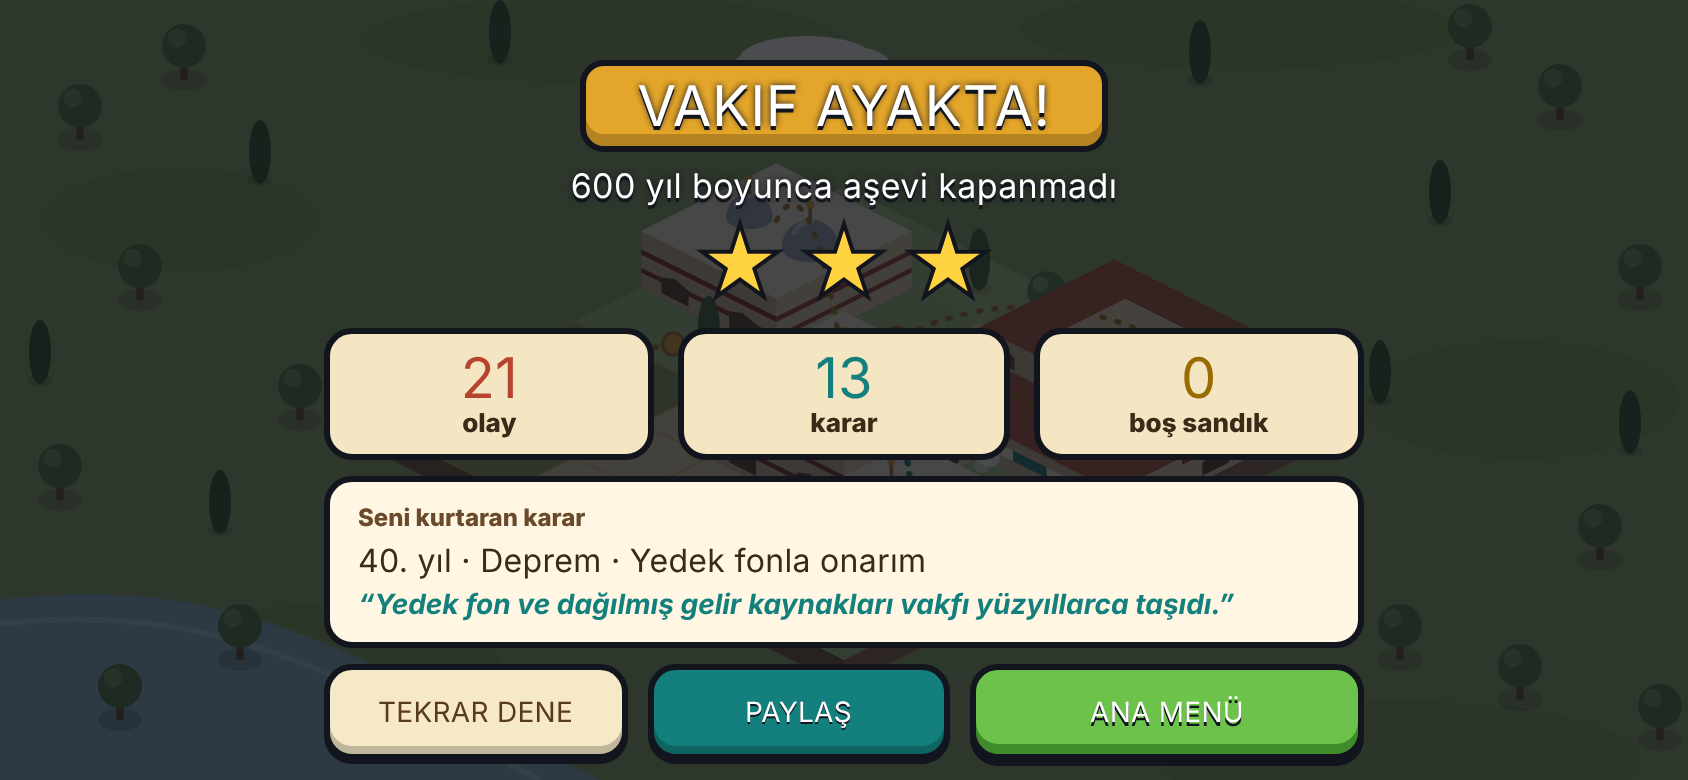 VAKIF AYAKTA!
600 yıl boyunca aşevi kapanmadı
21
olay
13
karar
0
boş sandık
Seni kurtaran karar
40. yıl · Deprem · Yedek fonla onarım
“Yedek fon ve dağılmış gelir kaynakları vakfı yüzyıllarca taşıdı.”
TEKRAR DENE
PAYLAŞ
ANA MENÜ